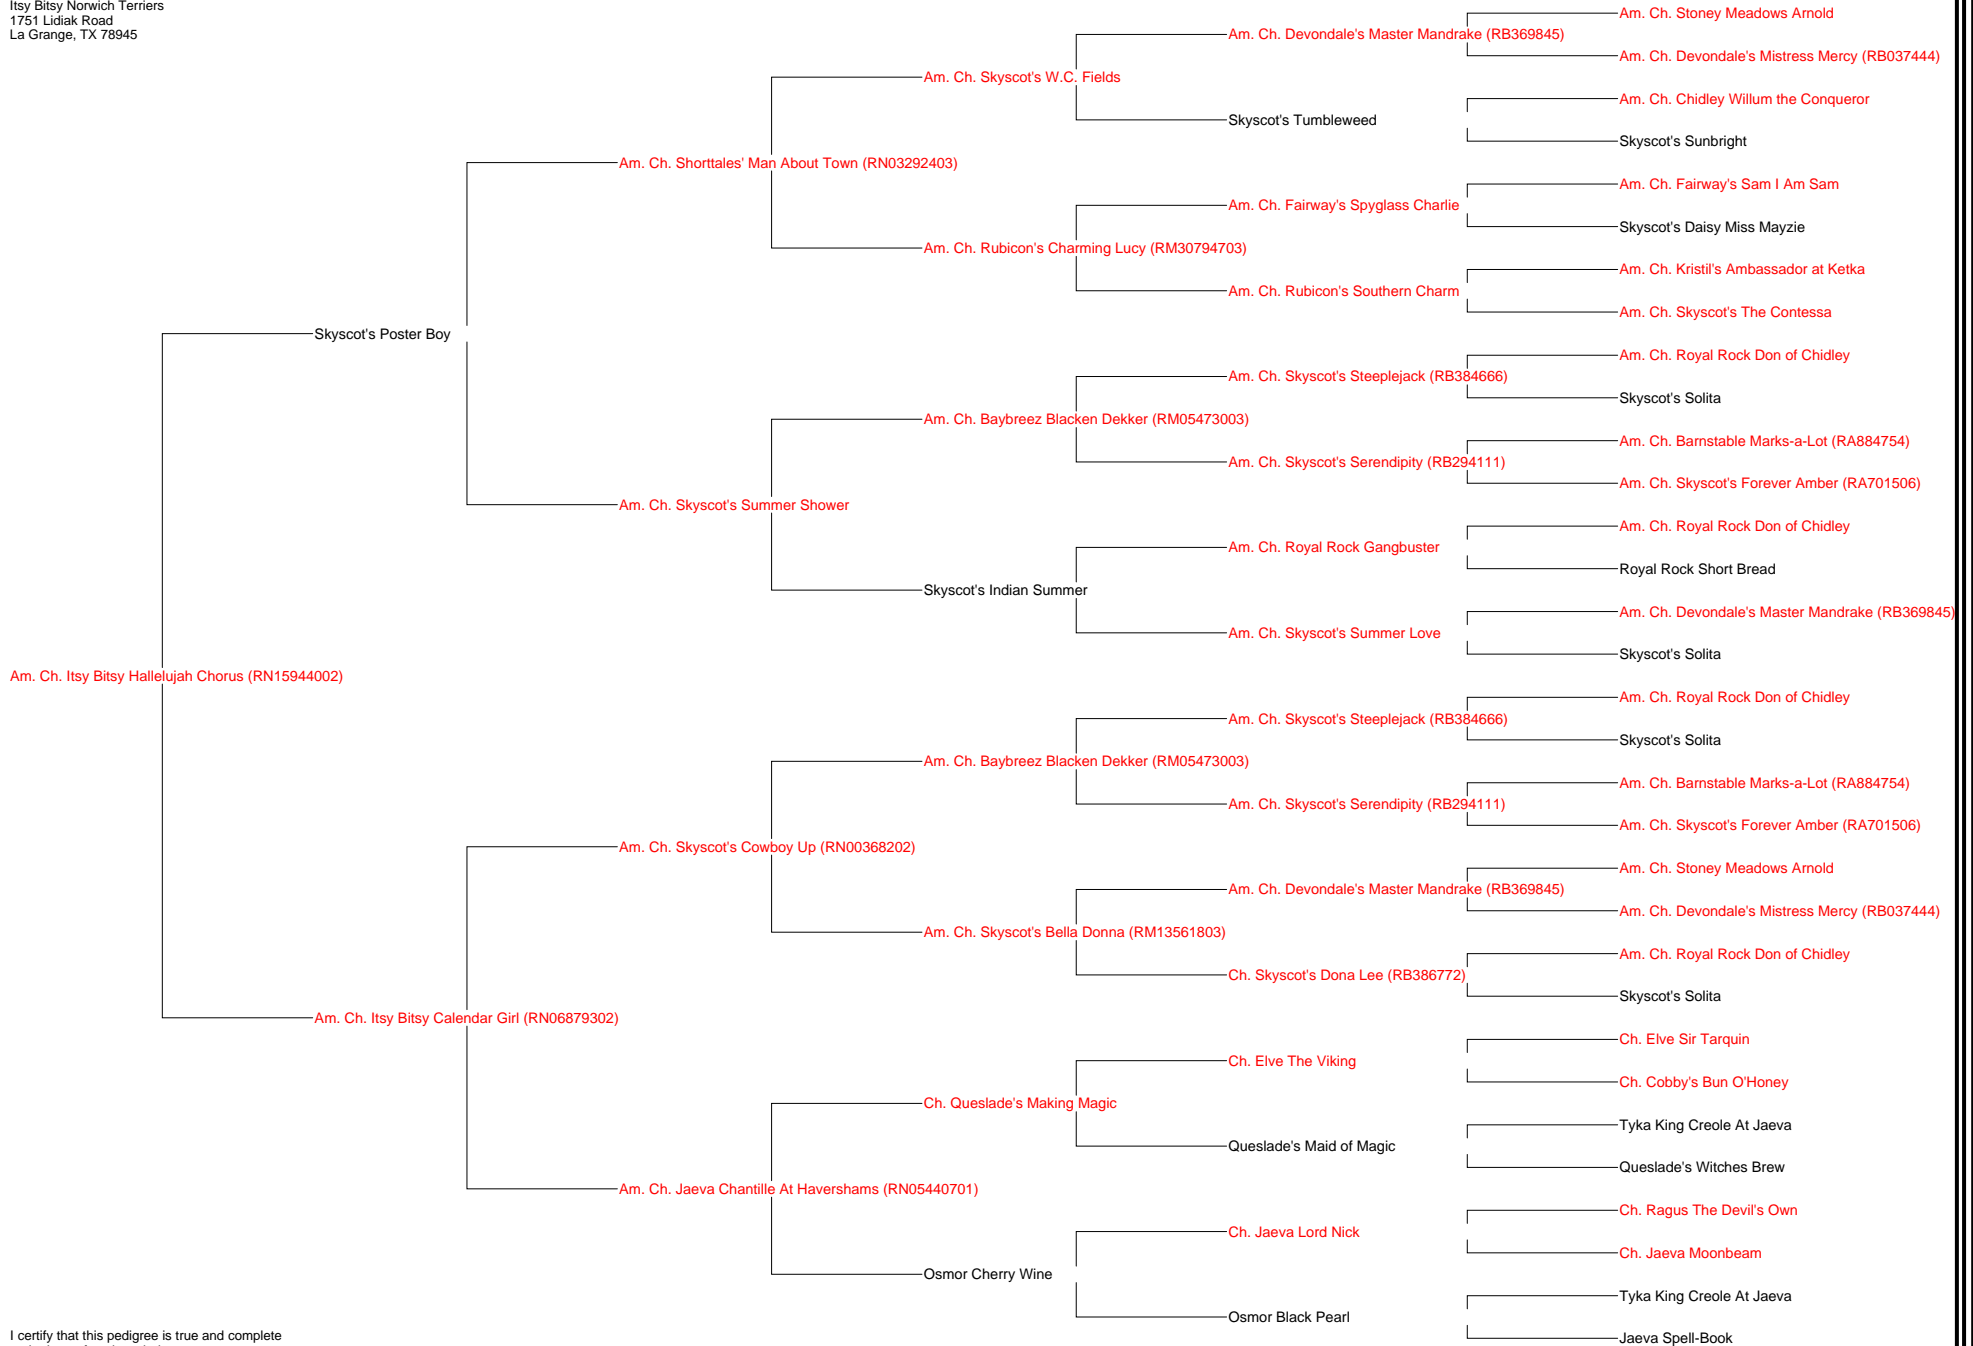 Itsy Bitsy Norwich Terriers
1751 Lidiak Road
La Grange, TX 78945
Am. Ch. Stoney Meadows Arnold
Am. Ch. Devondale's Master Mandrake (RB369845)
Am. Ch. Devondale's Mistress Mercy (RB037444)
Am. Ch. Skyscot's W.C. Fields
Am. Ch. Chidley Willum the Conqueror
Skyscot's Tumbleweed
Skyscot's Sunbright
Am. Ch. Shorttales' Man About Town (RN03292403)
Am. Ch. Fairway's Sam I Am Sam
Am. Ch. Fairway's Spyglass Charlie
Skyscot's Daisy Miss Mayzie
Am. Ch. Rubicon's Charming Lucy (RM30794703)
Am. Ch. Kristil's Ambassador at Ketka
Am. Ch. Rubicon's Southern Charm
Am. Ch. Skyscot's The Contessa
Skyscot's Poster Boy
Am. Ch. Royal Rock Don of Chidley
Am. Ch. Skyscot's Steeplejack (RB384666)
Skyscot's Solita
Am. Ch. Baybreez Blacken Dekker (RM05473003)
Am. Ch. Barnstable Marks-a-Lot (RA884754)
Am. Ch. Skyscot's Serendipity (RB294111)
Am. Ch. Skyscot's Forever Amber (RA701506)
Am. Ch. Skyscot's Summer Shower
Am. Ch. Royal Rock Don of Chidley
Am. Ch. Royal Rock Gangbuster
Royal Rock Short Bread
Skyscot's Indian Summer
Am. Ch. Devondale's Master Mandrake (RB369845)
Am. Ch. Skyscot's Summer Love
Skyscot's Solita
Am. Ch. Itsy Bitsy Hallelujah Chorus (RN15944002)
Am. Ch. Royal Rock Don of Chidley
Am. Ch. Skyscot's Steeplejack (RB384666)
Skyscot's Solita
Am. Ch. Baybreez Blacken Dekker (RM05473003)
Am. Ch. Barnstable Marks-a-Lot (RA884754)
Am. Ch. Skyscot's Serendipity (RB294111)
Am. Ch. Skyscot's Forever Amber (RA701506)
Am. Ch. Skyscot's Cowboy Up (RN00368202)
Am. Ch. Stoney Meadows Arnold
Am. Ch. Devondale's Master Mandrake (RB369845)
Am. Ch. Devondale's Mistress Mercy (RB037444)
Am. Ch. Skyscot's Bella Donna (RM13561803)
Am. Ch. Royal Rock Don of Chidley
Ch. Skyscot's Dona Lee (RB386772)
Skyscot's Solita
Am. Ch. Itsy Bitsy Calendar Girl (RN06879302)
Ch. Elve Sir Tarquin
Ch. Elve The Viking
Ch. Cobby's Bun O'Honey
Ch. Queslade's Making Magic
Tyka King Creole At Jaeva
Queslade's Maid of Magic
Queslade's Witches Brew
Am. Ch. Jaeva Chantille At Havershams (RN05440701)
Ch. Ragus The Devil's Own
Ch. Jaeva Lord Nick
Ch. Jaeva Moonbeam
Osmor Cherry Wine
Tyka King Creole At Jaeva
Osmor Black Pearl
Jaeva Spell-Book
I certify that this pedigree is true and complete